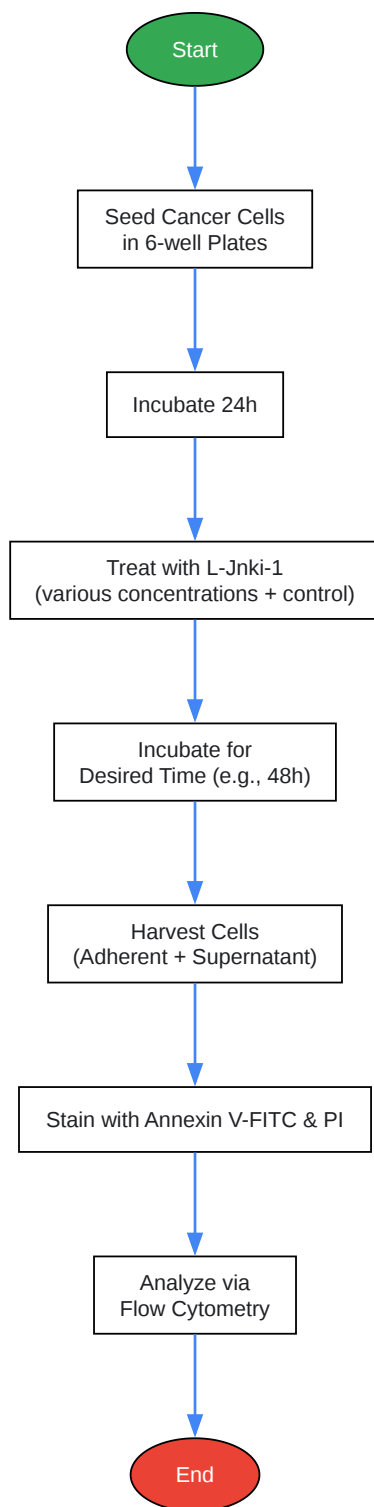 Start
Seed Cancer Cells
in 6-well Plates
Incubate 24h
Treat with L-Jnki-1
(various concentrations + control)
Incubate for
Desired Time (e.g., 48h)
Harvest Cells
(Adherent + Supernatant)
Stain with Annexin V-FITC & PI
Analyze via
Flow Cytometry
End